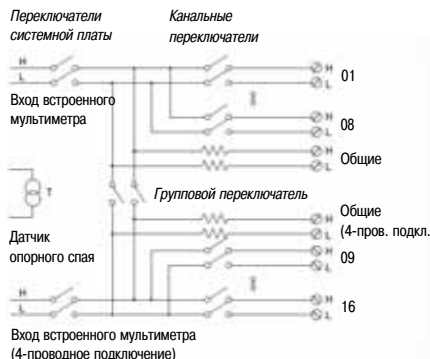 Переключатели
системной платы
Канальные
переключатели
H
L
H
L
01
Вход встроенного
мультиметра
H
L
08
H
L
Общие
Групповой переключатель
T
Датчик
опорного спая
H
L
Общие
(4-пров. подкл.
H
L
09
H
L
H
L
16
Вход встроенного мультиметра
(4-проводное подключение)